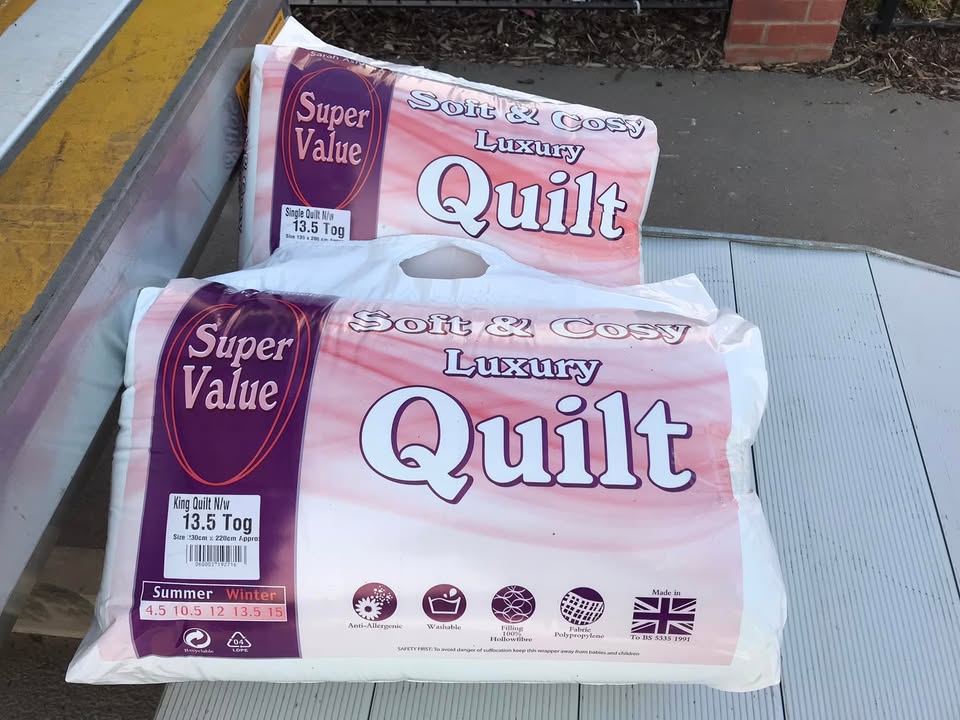 Super
Value
Soft & Cosy
Luxury
Quilt
Single Quilt N/w
13.5 Tog
Super
Value
Soft & Cosy
Luxury
Quilt
King Quilt N/w
13.5 Tog
Size 230cm x 220cm Approx
Summer Winter
4.5 10.5 12 13.5 15
Recyclable
04
LDPE
Anti-Allergenic
Washable
Filling
100%
Hollowfibre
Fabric
Polypropylene
Made in
To BS 5335 1991
SAFETY FIRST: To avoid danger of suffocation keep this wrapper away from babies and children